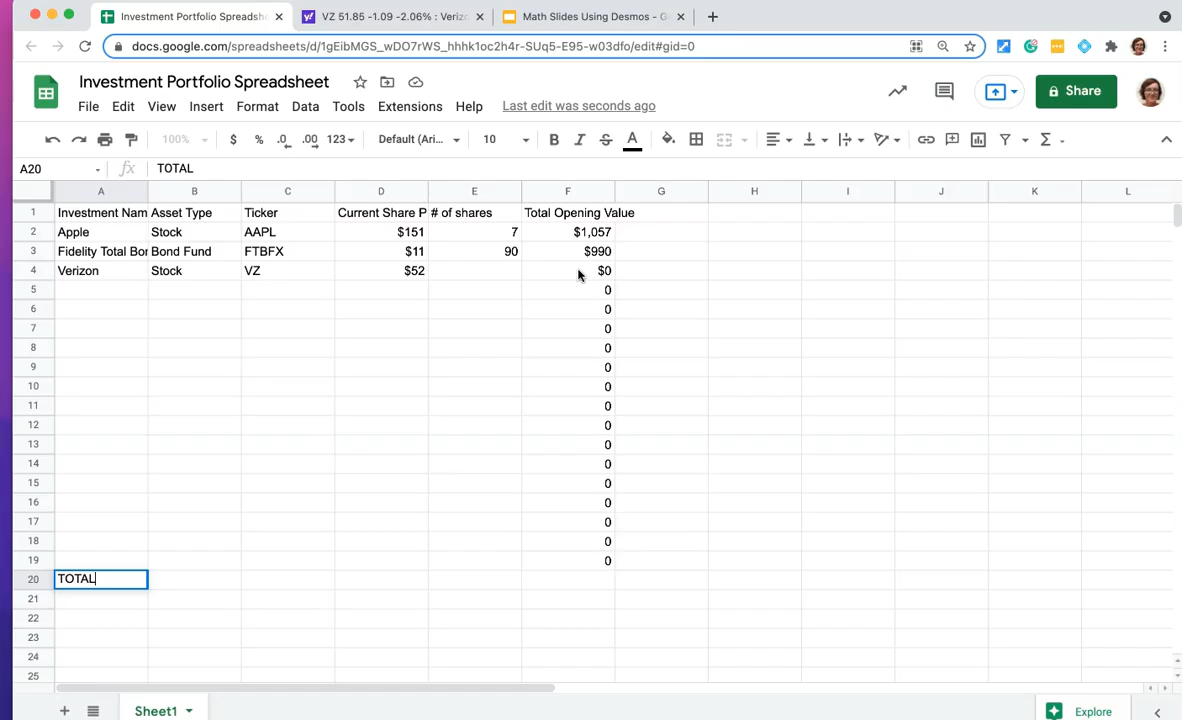 Investment Portfolio Spreadsh
VZ 51.85 -1.09 -2.06% : Verizo
Math Slides Using Desmos - G
docs.google.com/spreadsheets/d/1gEibMGS_wDO7rWS_hhhk1oc2h4r-SUq5-E95-w03dfo/edit#gid=0
Investment Portfolio Spreadsheet
File Edit View Insert Format Data Tools Extensions Help Last edit was seconds ago
Share
100% $ % .0 .00 123 Default (Ari... 10 B I S A Σ
A20 fx TOTAL
A B C D E F G H I J K L
1 Investment Nam Asset Type Ticker Current Share P # of shares Total Opening Value
2 Apple Stock AAPL $151 7 $1,057
3 Fidelity Total Bor Bond Fund FTBFX $11 90 $990
4 Verizon Stock VZ $52 $0
5 0
6 0
7 0
8 0
9 0
10 0
11 0
12 0
13 0
14 0
15 0
16 0
17 0
18 0
19 0
20 TOTAL
21
22
23
24
25
Sheet1
Explore